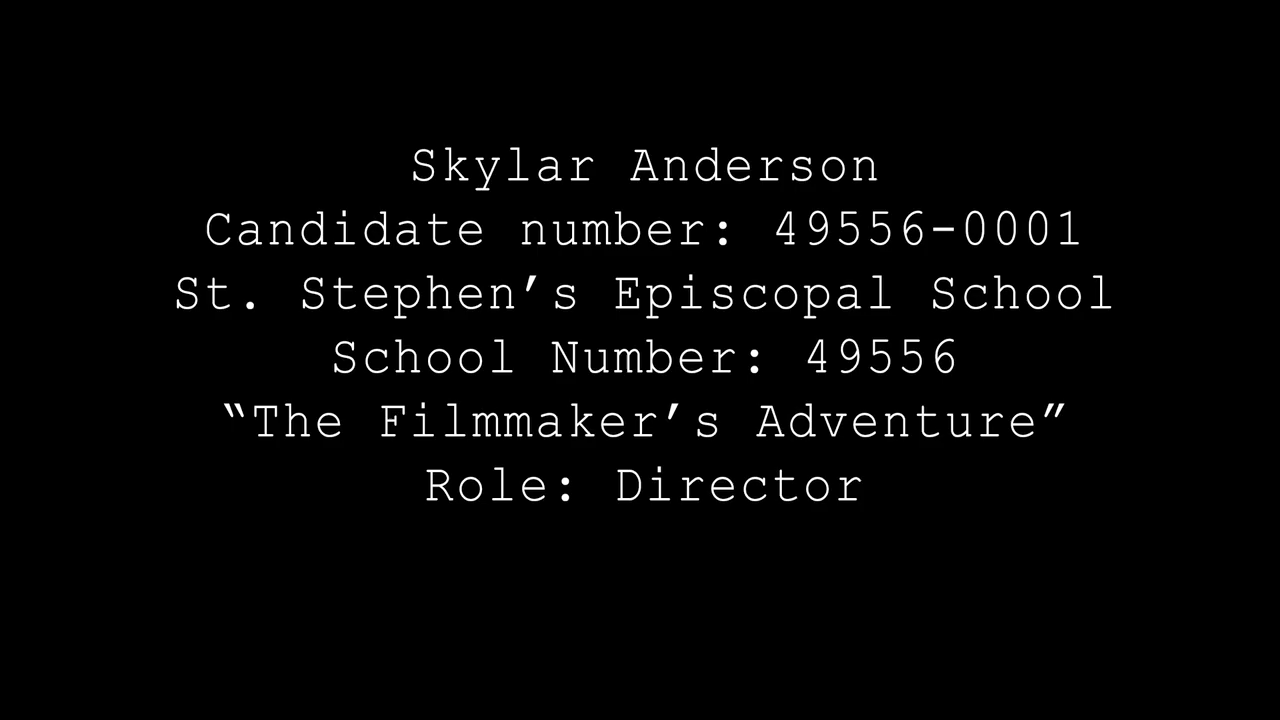 Skylar Anderson
Candidate number: 49556-0001
St. Stephen’s Episcopal School
School Number: 49556
“The Filmmaker’s Adventure”
Role: Director